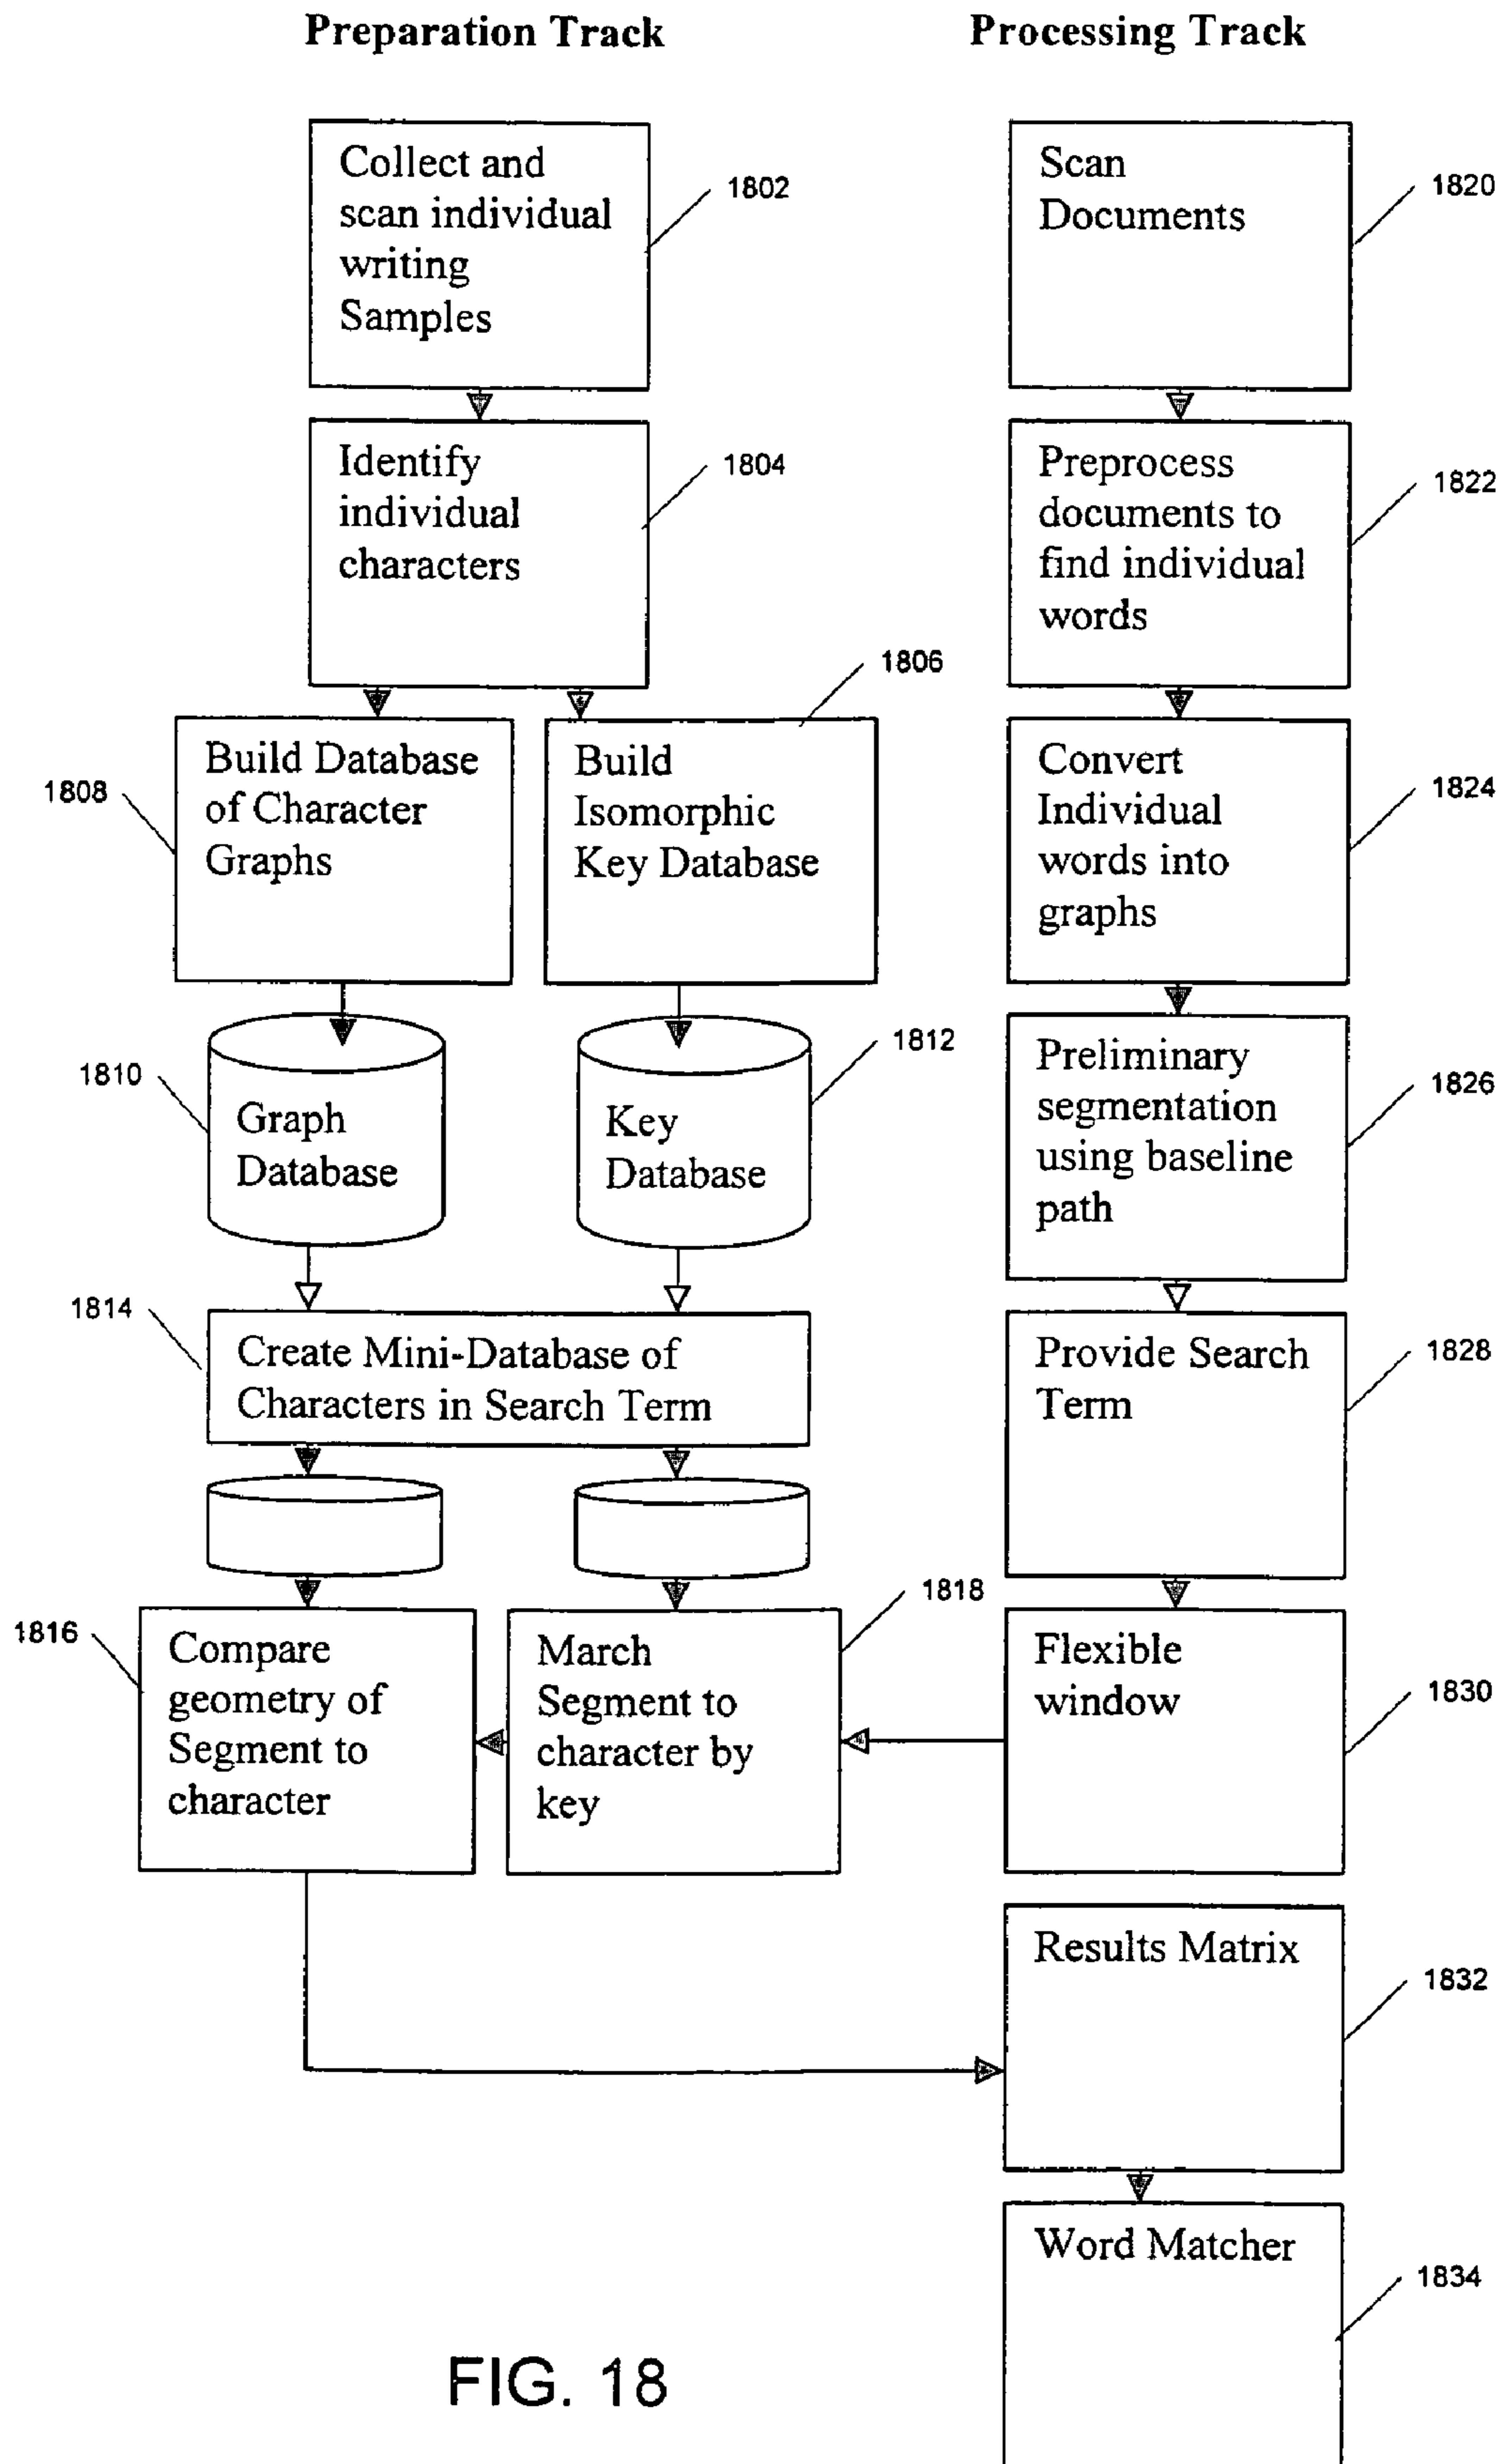 Preparation Track
Processing Track
Collect and
scan individual
writing
Samples
1802
Scan
Documents
1820
Identify
individual
characters
1804
Preprocess
documents to
find individual
words
1822
1806
Build Database
of Character
Graphs
1808
Build
Isomorphic
Key Database
Convert
Individual
words into
graphs
1824
1810
Graph
Database
Key
Database
1812
Preliminary
segmentation
using baseline
path
1826
1814
Create Mini-Database of
Characters in Search Term
Provide Search
Term
1828
1816
Compare
geometry of
Segment to
character
March
Segment to
character by
key
1818
Flexible
window
1830
Results Matrix
1832
Word Matcher
1834
FIG. 18